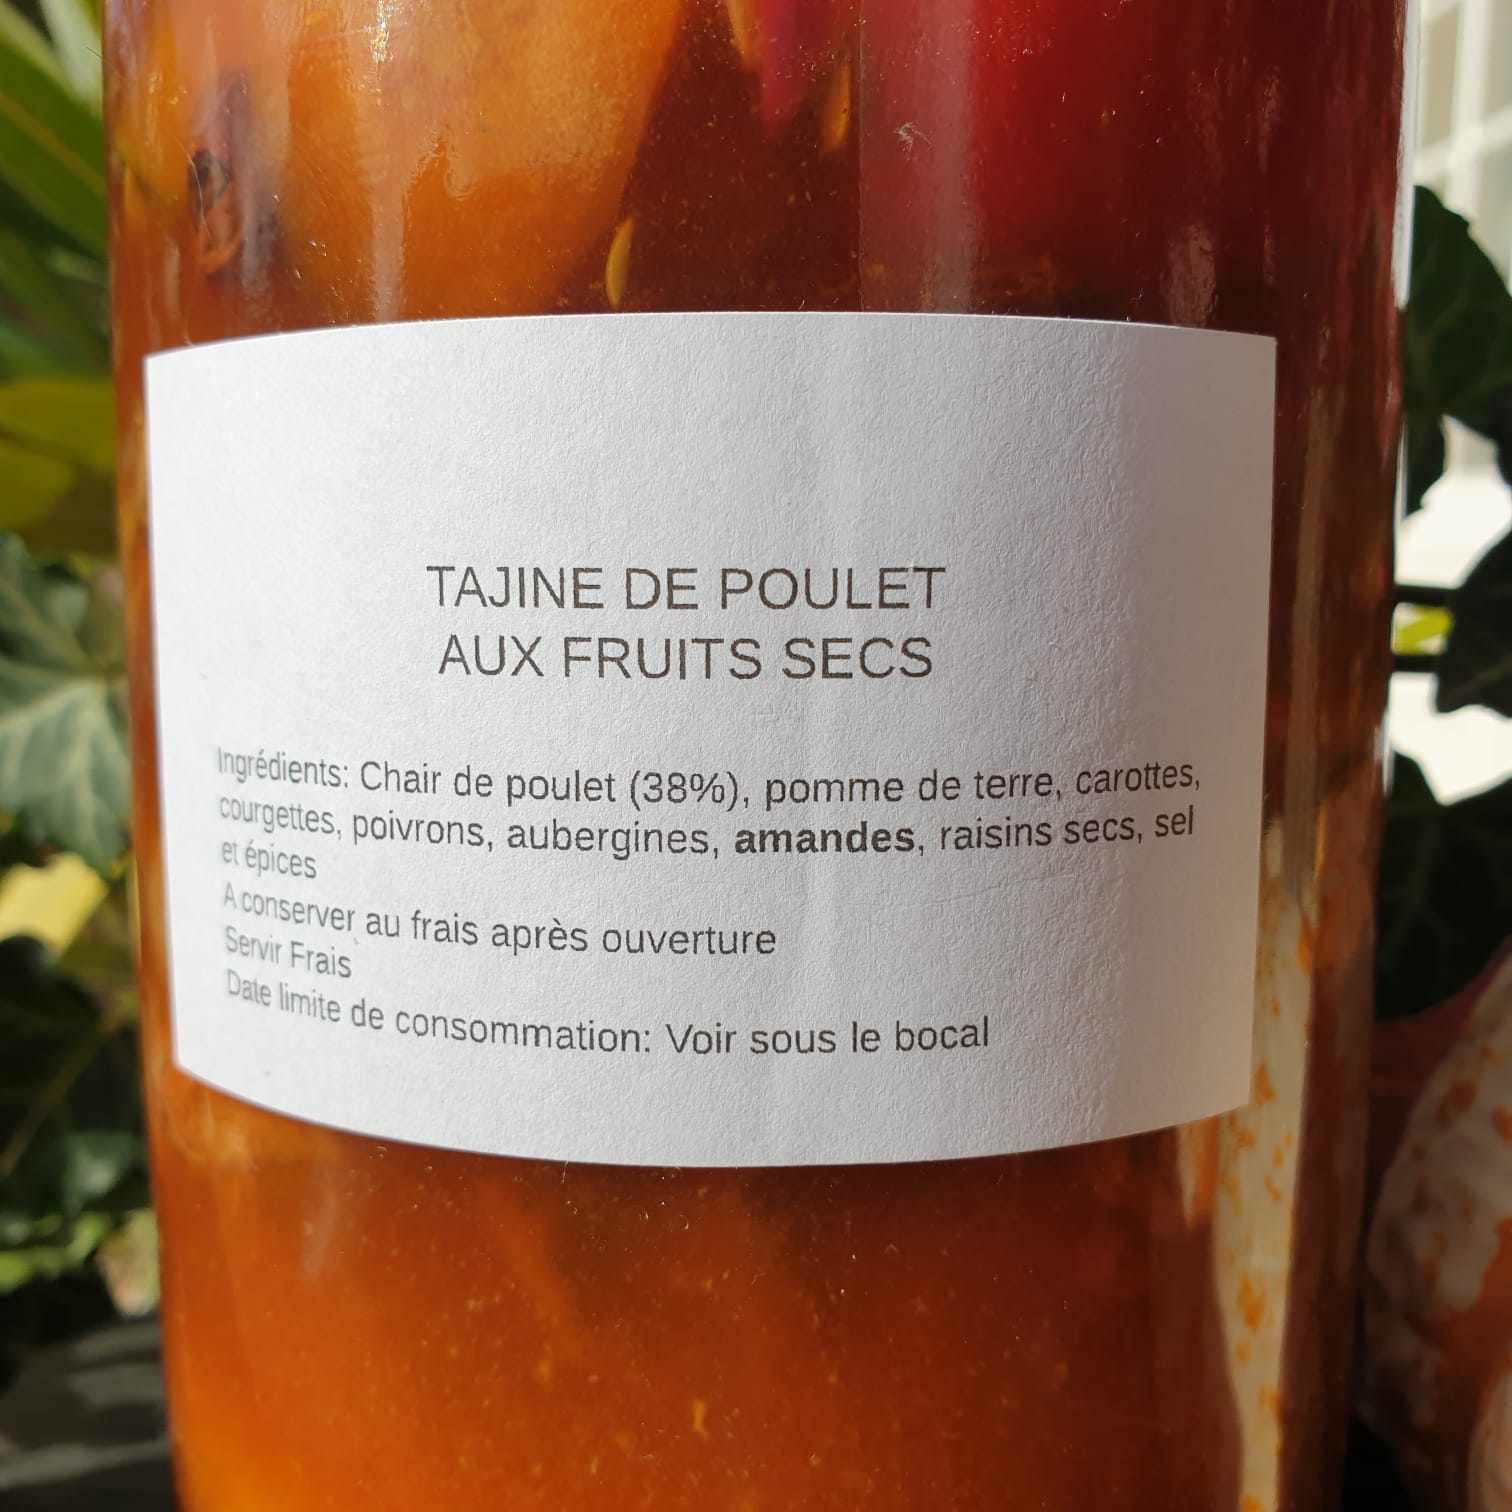 TAJINE DE POULET
AUX FRUITS SECS
Ingrédients: Chair de poulet (38%), pomme de terre, carottes,
courgettes, poivrons, aubergines, amandes, raisins secs, sel
et épices
A conserver au frais après ouverture
Servir Frais
Date limite de consommation: Voir sous le bocal